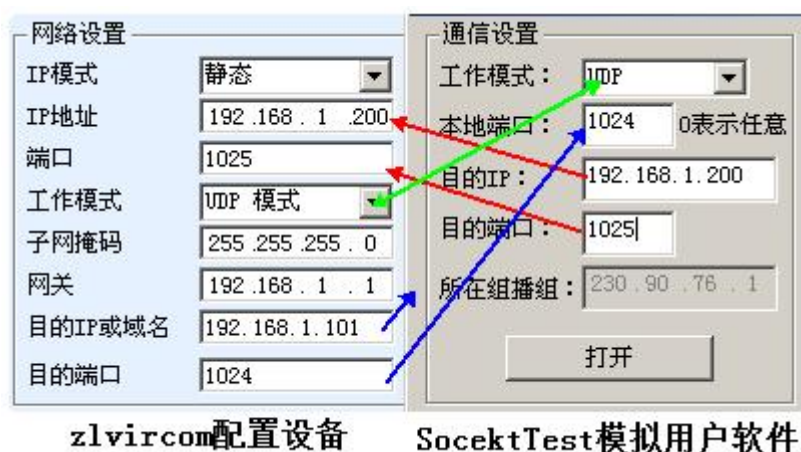 网络设置
IP模式 静态
IP地址 192 .168 . 1 .200
端口 1025
工作模式 UDP 模式
子网掩码 255 .255 .255 . 0
网关 192 .168 . 1 . 1
目的IP或域名 192.168.1.101
目的端口 1024
zlvircom配置设备
通信设置
工作模式： UDP
本地端口： 1024 0表示任意
目的IP： 192.168.1.200
目的端口： 1025
所在组播组： 230 .90 .76 . 1
打开
SocektTest模拟用户软件